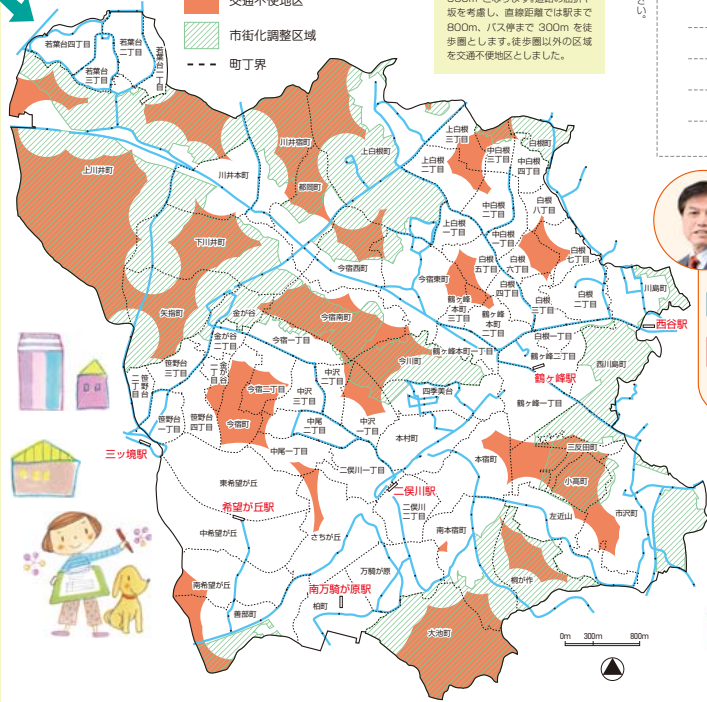 交通不便地区
市街化調整区域
町丁界
坂を考慮し、直線距離では駅まで
800m、バス停まで 300m を徒
歩圏とします。徒歩圏以外の区域
を交通不便地区としました。
さい。
若葉台四丁目
若葉台
二丁目
若葉台
三丁目
若葉台一丁目
上川井町
川井本町
川井宿町
都岡町
上白根町
上白根
三丁目
上白根
二丁目
中白根
三丁目
中白根
四丁目
白根町
中白根
二丁目
白根
八丁目
上白根
一丁目
中白根
一丁目
白根
七丁目
下川井町
今宿西町
今宿東町
白根
五丁目
白根
六丁目
白根
四丁目
白根
三丁目
白根
二丁目
川島町
矢指町
金が谷
今宿南町
鶴ヶ峰
本町
三丁目
鶴ヶ峰
本町
二丁目
西谷駅
金が谷
二丁目
金が谷
一丁目
今宿一丁目
今川町
鶴ヶ峰本町一丁目
白根一丁目
鶴ヶ峰二丁目
西川島町
笹野台
三丁目
笹野台
二丁目
中沢
二丁目
鶴ヶ峰駅
今宿二丁目
中沢
三丁目
四季美台
鶴ヶ峰一丁目
笹野台
一丁目
笹野台
四丁目
今宿町
中尾
二丁目
中沢
一丁目
本村町
三ッ境駅
中尾一丁目
本宿町
三反田町
二俣川一丁目
小高町
東希望が丘
二俣川駅
希望が丘駅
二俣川
二丁目
左近山
市沢町
中希望が丘
さちが丘
南本宿町
万騎が原
南希望が丘
南万騎が原駅
桐が作
柏町
善部町
大池町
0m 300m 800m